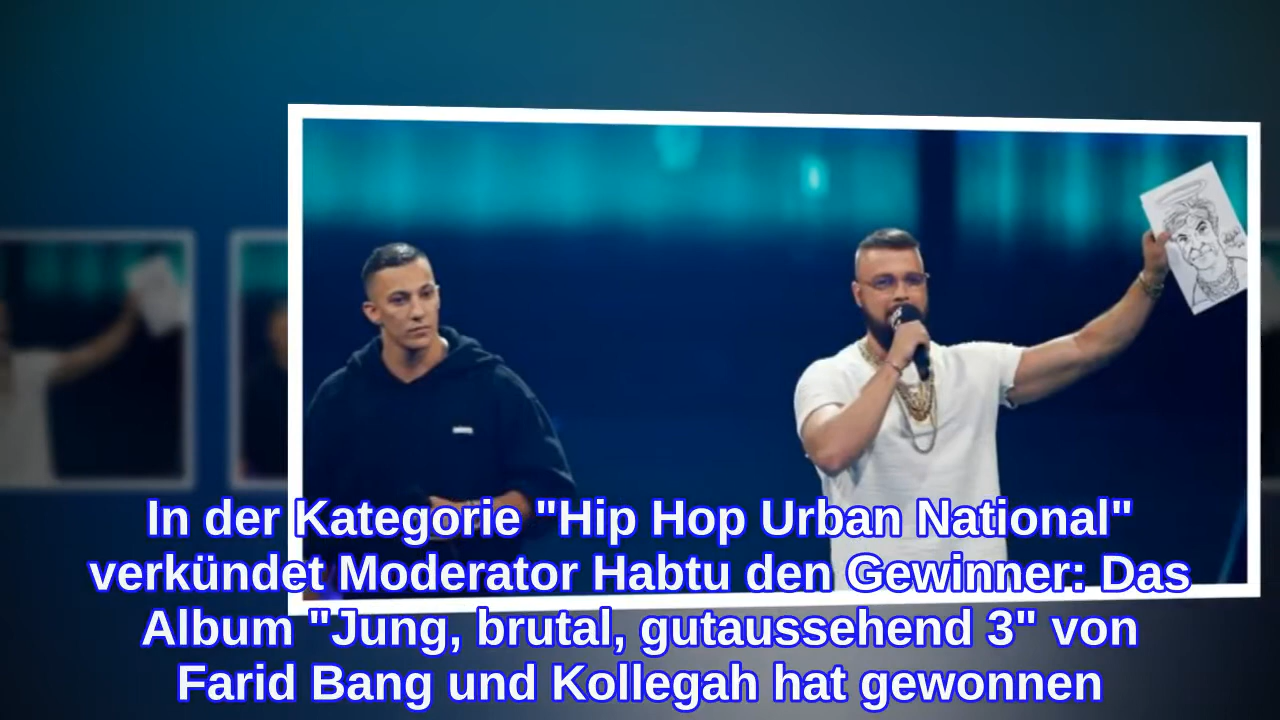 In der Kategorie "Hip Hop Urban National"
verkündet Moderator Habtu den Gewinner: Das
Album "Jung, brutal, gutaussehend 3" von
Farid Bang und Kollegah hat gewonnen